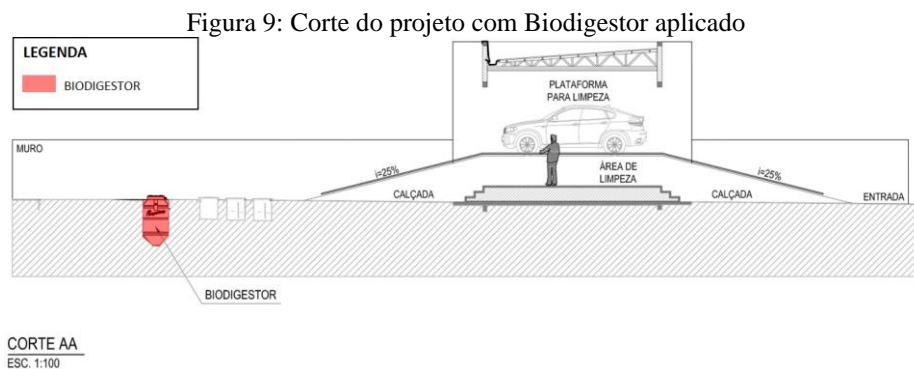 Figura 9: Corte do projeto com Biodigestor aplicado
LEGENDA
BIODIGESTOR
PLATAFORMA
PARA LIMPEZA
MURO
i=25%
ÁREA DE
LIMPEZA
i=25%
CALÇADA
CALÇADA
ENTRADA
BIODIGESTOR
CORTE AA
ESC. 1:100